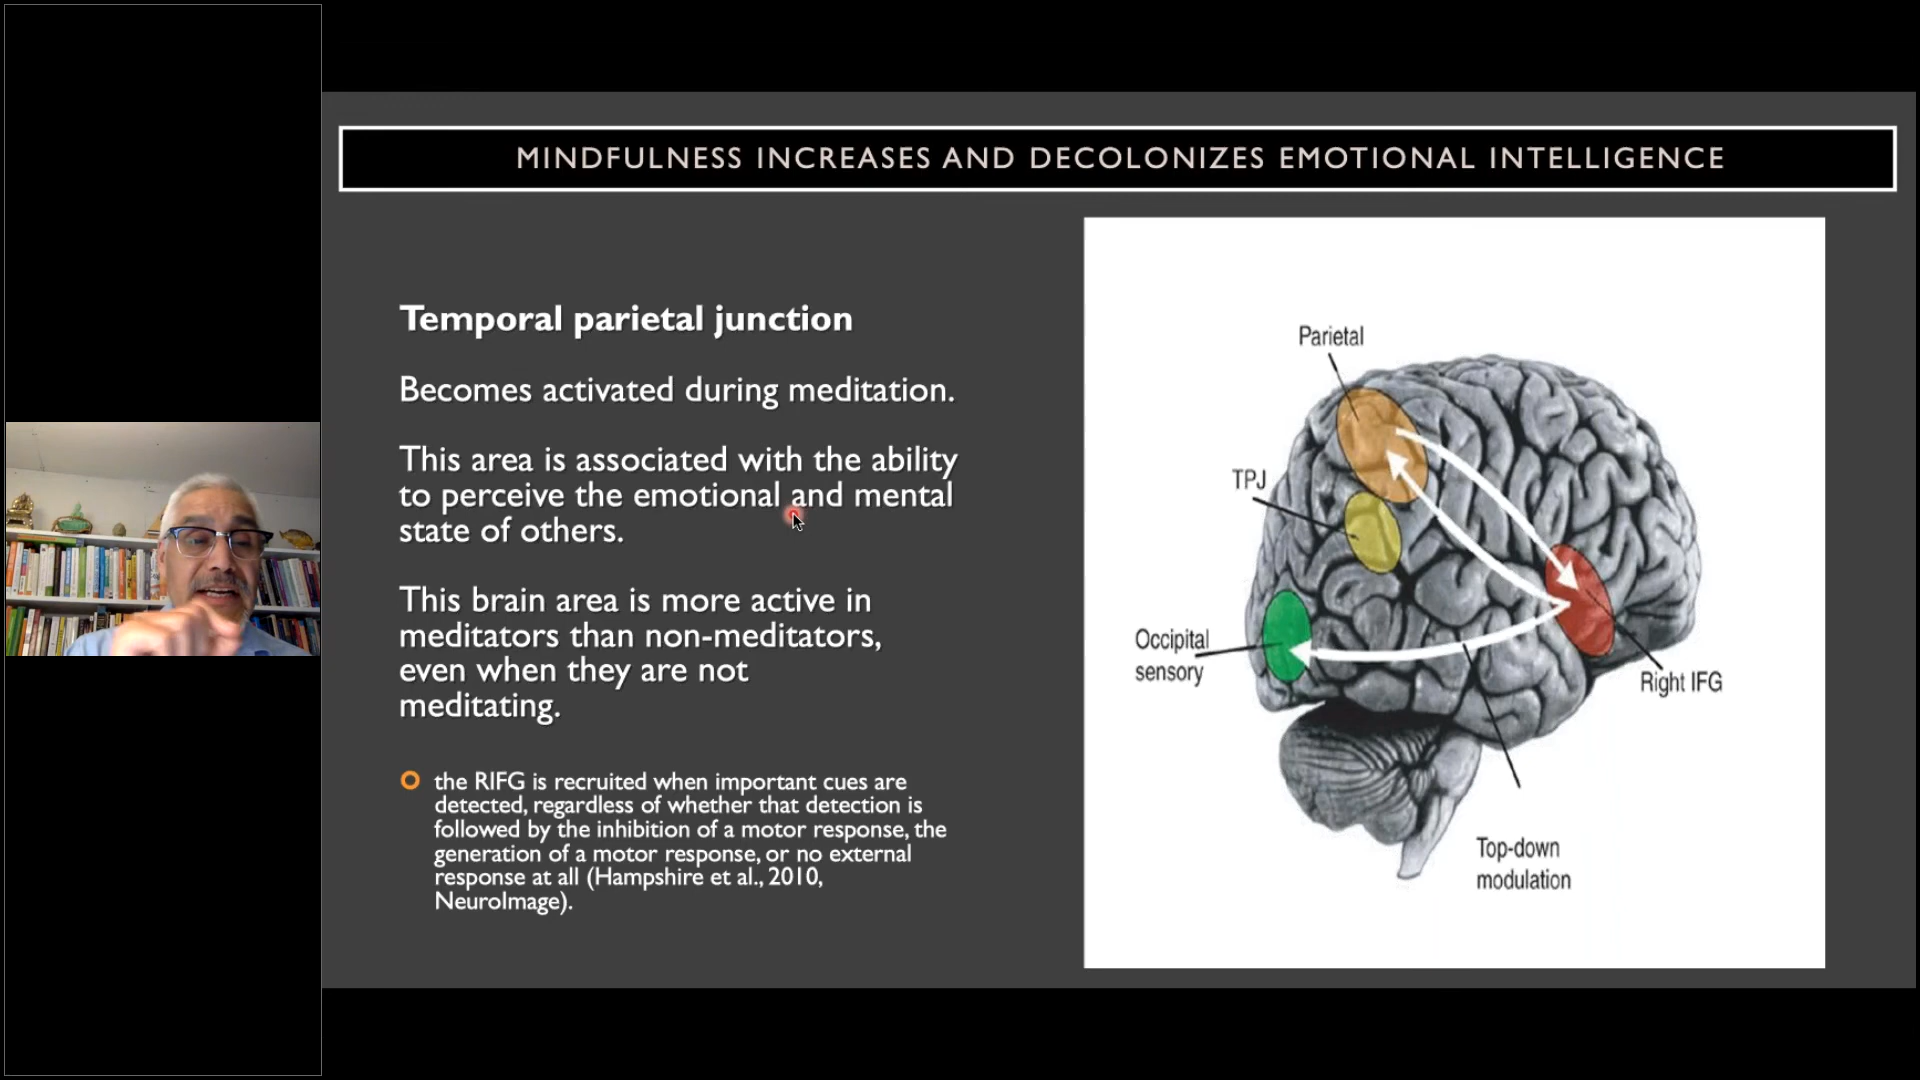 MINDFULNESS INCREASES AND DECOLONIZES EMOTIONAL INTELLIGENCE
Temporal parietal junction
Becomes activated during meditation.
This area is associated with the ability
to perceive the emotional and mental
state of others.
This brain area is more active in
meditators than non-meditators,
even when they are not
meditating.
the RIFG is recruited when important cues are
detected, regardless of whether that detection is
followed by the inhibition of a motor response, the
generation of a motor response, or no external
response at all (Hampshire et al., 2010,
NeuroImage).
Parietal
TPJ
Occipital
sensory
Right IFG
Top-down
modulation